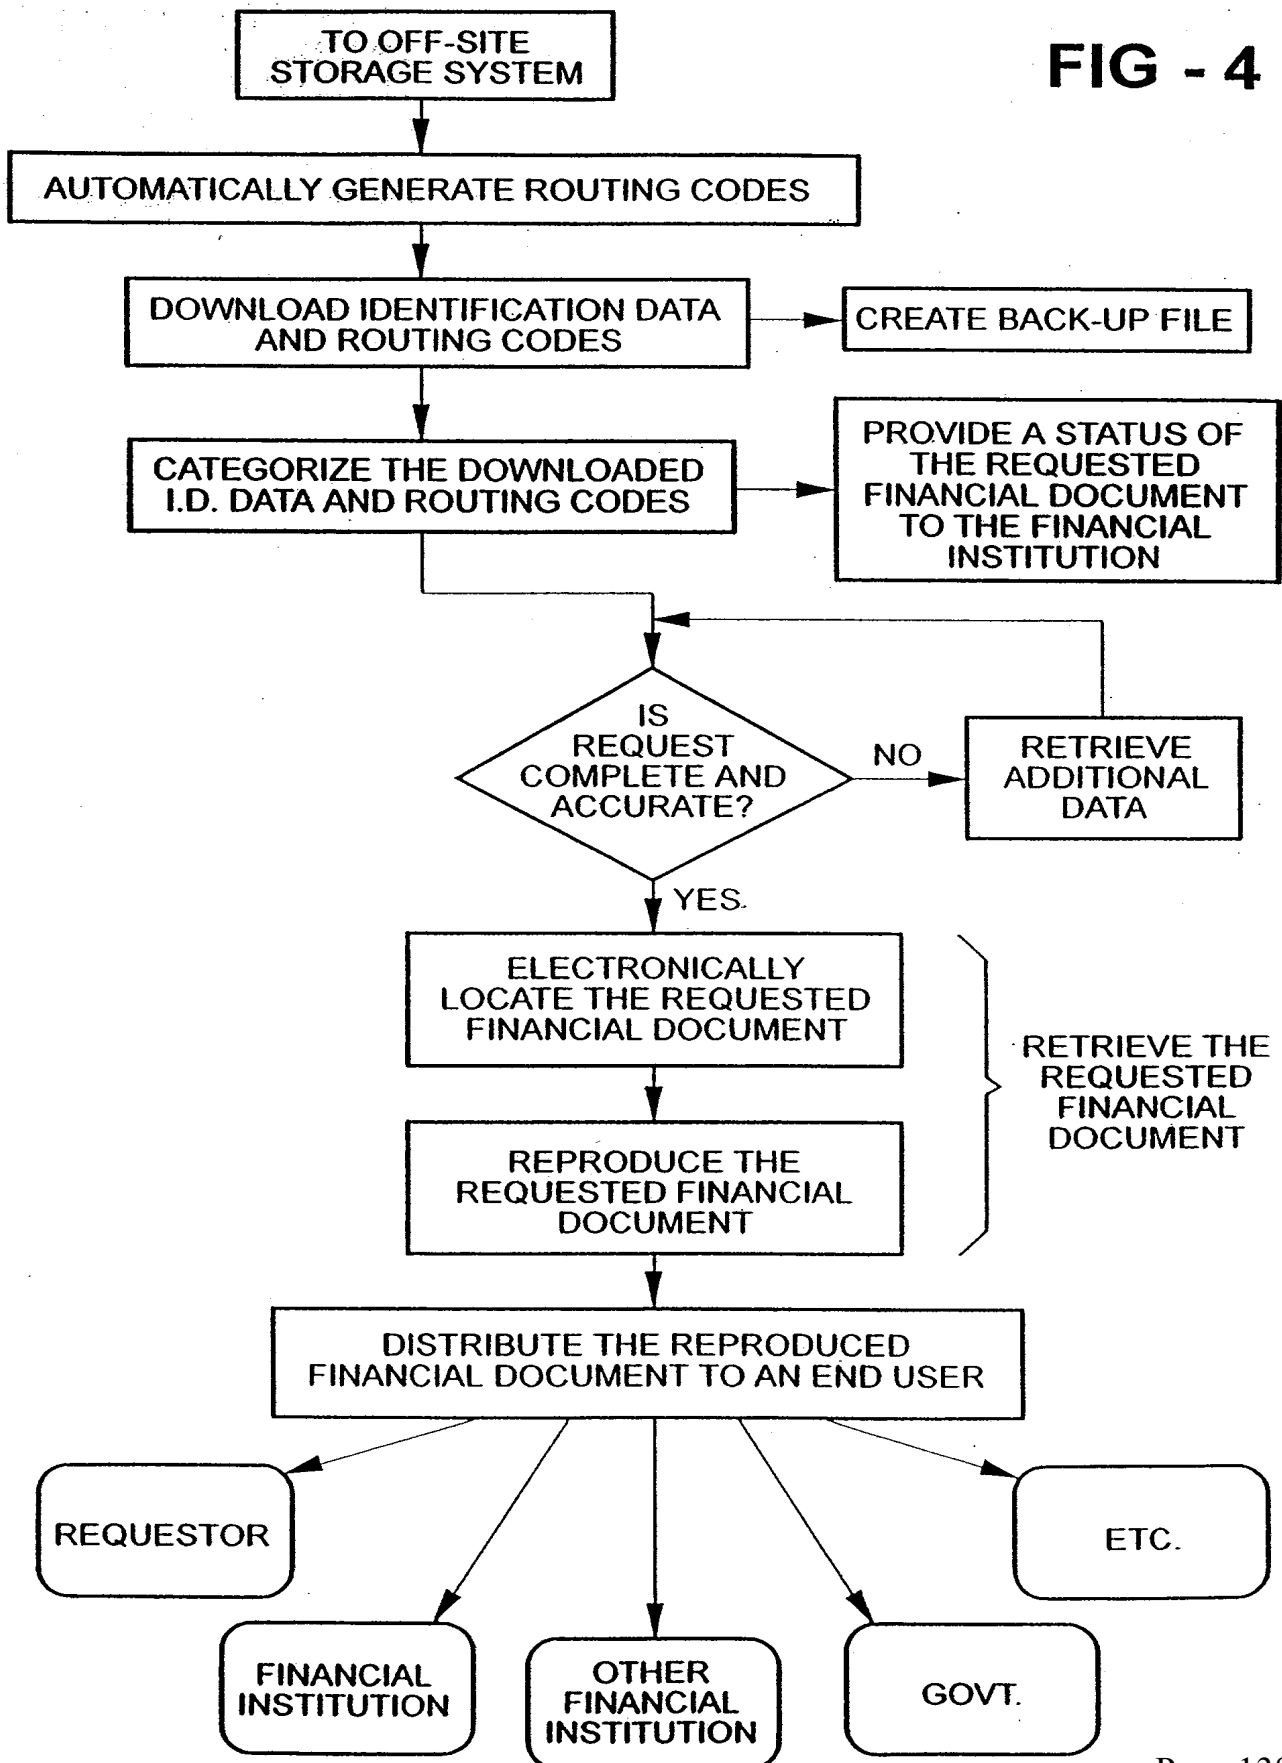 TO OFF-SITE
STORAGE SYSTEM
FIG - 4
AUTOMATICALLY GENERATE ROUTING CODES
DOWNLOAD IDENTIFICATION DATA
AND ROUTING CODES
CREATE BACK-UP FILE
CATEGORIZE THE DOWNLOADED
I.D. DATA AND ROUTING CODES
PROVIDE A STATUS OF
THE REQUESTED
FINANCIAL DOCUMENT
TO THE FINANCIAL
INSTITUTION
IS
REQUEST
COMPLETE AND
ACCURATE?
NO
RETRIEVE
ADDITIONAL
DATA
YES
ELECTRONICALLY
LOCATE THE REQUESTED
FINANCIAL DOCUMENT
REPRODUCE THE
REQUESTED FINANCIAL
DOCUMENT
RETRIEVE THE
REQUESTED
FINANCIAL
DOCUMENT
DISTRIBUTE THE REPRODUCED
FINANCIAL DOCUMENT TO AN END USER
REQUESTOR
FINANCIAL
INSTITUTION
OTHER
FINANCIAL
INSTITUTION
GOVT.
ETC.